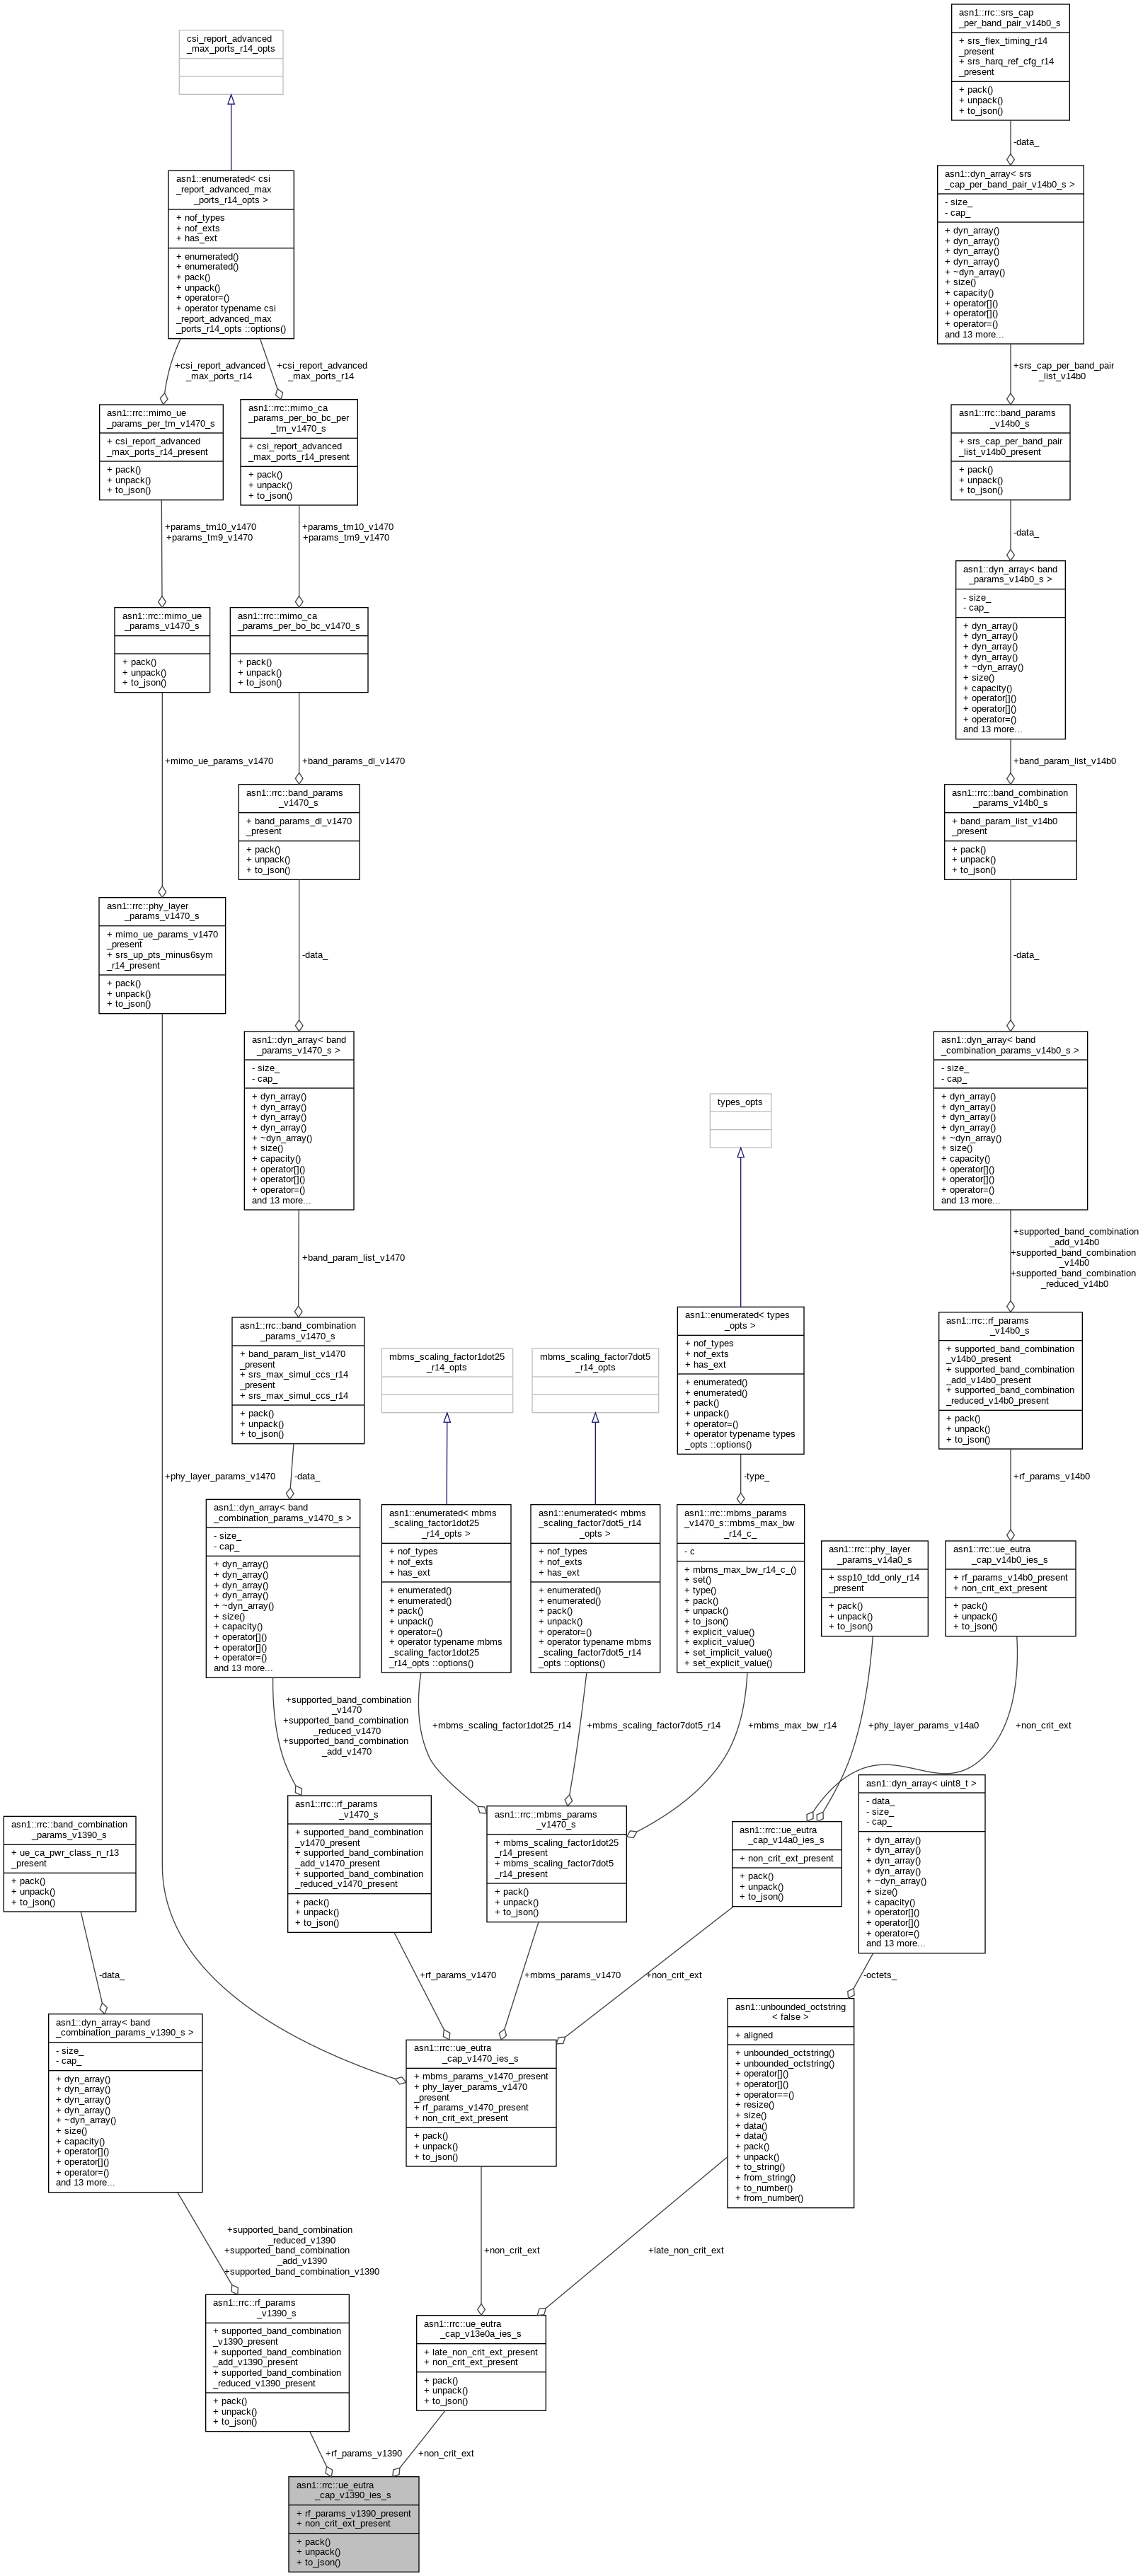 asn1::rrc::srs_cap
_per_band_pair_v14b0_s
+ srs_flex_timing_r14
_present
+ srs_harq_ref_cfg_r14
_present
+ pack()
+ unpack()
+ to_json()
csi_report_advanced
_max_ports_r14_opts
-data_
asn1::enumerated< csi
_report_advanced_max
_ports_r14_opts >
+ nof_types
+ nof_exts
+ has_ext
+ enumerated()
+ enumerated()
+ pack()
+ unpack()
+ operator=()
+ operator typename csi
_report_advanced_max
_ports_r14_opts ::options()
asn1::dyn_array< srs
_cap_per_band_pair_v14b0_s >
- size_
- cap_
+ dyn_array()
+ dyn_array()
+ dyn_array()
+ dyn_array()
+ ~dyn_array()
+ size()
+ capacity()
+ operator[]()
+ operator[]()
+ operator=()
and 13 more...
+csi_report_advanced
_max_ports_r14
+csi_report_advanced
_max_ports_r14
+srs_cap_per_band_pair
_list_v14b0
asn1::rrc::mimo_ue
_params_per_tm_v1470_s
+ csi_report_advanced
_max_ports_r14_present
+ pack()
+ unpack()
+ to_json()
asn1::rrc::mimo_ca
_params_per_bo_bc_per
_tm_v1470_s
+ csi_report_advanced
_max_ports_r14_present
+ pack()
+ unpack()
+ to_json()
asn1::rrc::band_params
_v14b0_s
+ srs_cap_per_band_pair
_list_v14b0_present
+ pack()
+ unpack()
+ to_json()
+params_tm10_v1470
+params_tm9_v1470
+params_tm10_v1470
+params_tm9_v1470
-data_
asn1::dyn_array< band
_params_v14b0_s >
- size_
- cap_
+ dyn_array()
+ dyn_array()
+ dyn_array()
+ dyn_array()
+ ~dyn_array()
+ size()
+ capacity()
+ operator[]()
+ operator[]()
+ operator=()
and 13 more...
asn1::rrc::mimo_ue
_params_v1470_s
+ pack()
+ unpack()
+ to_json()
asn1::rrc::mimo_ca
_params_per_bo_bc_v1470_s
+ pack()
+ unpack()
+ to_json()
+mimo_ue_params_v1470
+band_params_dl_v1470
+band_param_list_v14b0
asn1::rrc::band_params
_v1470_s
+ band_params_dl_v1470
_present
+ pack()
+ unpack()
+ to_json()
asn1::rrc::band_combination
_params_v14b0_s
+ band_param_list_v14b0
_present
+ pack()
+ unpack()
+ to_json()
asn1::rrc::phy_layer
_params_v1470_s
+ mimo_ue_params_v1470
_present
+ srs_up_pts_minus6sym
_r14_present
+ pack()
+ unpack()
+ to_json()
-data_
-data_
asn1::dyn_array< band
_params_v1470_s >
- size_
- cap_
+ dyn_array()
+ dyn_array()
+ dyn_array()
+ dyn_array()
+ ~dyn_array()
+ size()
+ capacity()
+ operator[]()
+ operator[]()
+ operator=()
and 13 more...
asn1::dyn_array< band
_combination_params_v14b0_s >
- size_
- cap_
+ dyn_array()
+ dyn_array()
+ dyn_array()
+ dyn_array()
+ ~dyn_array()
+ size()
+ capacity()
+ operator[]()
+ operator[]()
+ operator=()
and 13 more...
types_opts
+band_param_list_v1470
+supported_band_combination
_add_v14b0
+supported_band_combination
_v14b0
+supported_band_combination
_reduced_v14b0
asn1::rrc::band_combination
_params_v1470_s
+ band_param_list_v1470
_present
+ srs_max_simul_ccs_r14
_present
+ srs_max_simul_ccs_r14
+ pack()
+ unpack()
+ to_json()
mbms_scaling_factor1dot25
_r14_opts
mbms_scaling_factor7dot5
_r14_opts
asn1::enumerated< types
_opts >
+ nof_types
+ nof_exts
+ has_ext
+ enumerated()
+ enumerated()
+ pack()
+ unpack()
+ operator=()
+ operator typename types
_opts ::options()
asn1::rrc::rf_params
_v14b0_s
+ supported_band_combination
_v14b0_present
+ supported_band_combination
_add_v14b0_present
+ supported_band_combination
_reduced_v14b0_present
+ pack()
+ unpack()
+ to_json()
+phy_layer_params_v1470
-data_
-type_
+rf_params_v14b0
asn1::dyn_array< band
_combination_params_v1470_s >
- size_
- cap_
+ dyn_array()
+ dyn_array()
+ dyn_array()
+ dyn_array()
+ ~dyn_array()
+ size()
+ capacity()
+ operator[]()
+ operator[]()
+ operator=()
and 13 more...
asn1::enumerated< mbms
_scaling_factor1dot25
_r14_opts >
+ nof_types
+ nof_exts
+ has_ext
+ enumerated()
+ enumerated()
+ pack()
+ unpack()
+ operator=()
+ operator typename mbms
_scaling_factor1dot25
_r14_opts ::options()
asn1::enumerated< mbms
_scaling_factor7dot5_r14
_opts >
+ nof_types
+ nof_exts
+ has_ext
+ enumerated()
+ enumerated()
+ pack()
+ unpack()
+ operator=()
+ operator typename mbms
_scaling_factor7dot5_r14
_opts ::options()
asn1::rrc::mbms_params
_v1470_s::mbms_max_bw
_r14_c_
- c
+ mbms_max_bw_r14_c_()
+ set()
+ type()
+ pack()
+ unpack()
+ to_json()
+ explicit_value()
+ explicit_value()
+ set_implicit_value()
+ set_explicit_value()
asn1::rrc::phy_layer
_params_v14a0_s
+ ssp10_tdd_only_r14
_present
+ pack()
+ unpack()
+ to_json()
asn1::rrc::ue_eutra
_cap_v14b0_ies_s
+ rf_params_v14b0_present
+ non_crit_ext_present
+ pack()
+ unpack()
+ to_json()
+supported_band_combination
_v1470
+supported_band_combination
_reduced_v1470
+supported_band_combination
_add_v1470
+mbms_scaling_factor1dot25_r14
+mbms_scaling_factor7dot5_r14
+mbms_max_bw_r14
+phy_layer_params_v14a0
+non_crit_ext
asn1::rrc::band_combination
_params_v1390_s
+ ue_ca_pwr_class_n_r13
_present
+ pack()
+ unpack()
+ to_json()
asn1::rrc::rf_params
_v1470_s
+ supported_band_combination
_v1470_present
+ supported_band_combination
_add_v1470_present
+ supported_band_combination
_reduced_v1470_present
+ pack()
+ unpack()
+ to_json()
asn1::rrc::mbms_params
_v1470_s
+ mbms_scaling_factor1dot25
_r14_present
+ mbms_scaling_factor7dot5
_r14_present
+ pack()
+ unpack()
+ to_json()
asn1::rrc::ue_eutra
_cap_v14a0_ies_s
+ non_crit_ext_present
+ pack()
+ unpack()
+ to_json()
asn1::dyn_array< uint8_t >
- data_
- size_
- cap_
+ dyn_array()
+ dyn_array()
+ dyn_array()
+ dyn_array()
+ ~dyn_array()
+ size()
+ capacity()
+ operator[]()
+ operator[]()
+ operator=()
and 13 more...
-data_
+rf_params_v1470
+mbms_params_v1470
+non_crit_ext
-octets_
asn1::dyn_array< band
_combination_params_v1390_s >
- size_
- cap_
+ dyn_array()
+ dyn_array()
+ dyn_array()
+ dyn_array()
+ ~dyn_array()
+ size()
+ capacity()
+ operator[]()
+ operator[]()
+ operator=()
and 13 more...
asn1::rrc::ue_eutra
_cap_v1470_ies_s
+ mbms_params_v1470_present
+ phy_layer_params_v1470
_present
+ rf_params_v1470_present
+ non_crit_ext_present
+ pack()
+ unpack()
+ to_json()
asn1::unbounded_octstring
< false >
+ aligned
+ unbounded_octstring()
+ unbounded_octstring()
+ operator[]()
+ operator[]()
+ operator==()
+ resize()
+ size()
+ data()
+ data()
+ pack()
+ unpack()
+ to_string()
+ from_string()
+ to_number()
+ from_number()
+supported_band_combination
_reduced_v1390
+supported_band_combination
_add_v1390
+supported_band_combination_v1390
+non_crit_ext
+late_non_crit_ext
asn1::rrc::rf_params
_v1390_s
+ supported_band_combination
_v1390_present
+ supported_band_combination
_add_v1390_present
+ supported_band_combination
_reduced_v1390_present
+ pack()
+ unpack()
+ to_json()
asn1::rrc::ue_eutra
_cap_v13e0a_ies_s
+ late_non_crit_ext_present
+ non_crit_ext_present
+ pack()
+ unpack()
+ to_json()
+rf_params_v1390
+non_crit_ext
asn1::rrc::ue_eutra
_cap_v1390_ies_s
+ rf_params_v1390_present
+ non_crit_ext_present
+ pack()
+ unpack()
+ to_json()